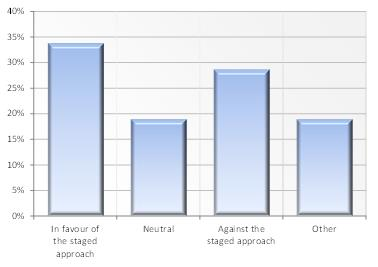 40%
35%
30%
25%
20%
15%
10%
5%
0%
In favour of
the staged
approach
Neutral
Against the
staged approach
Other